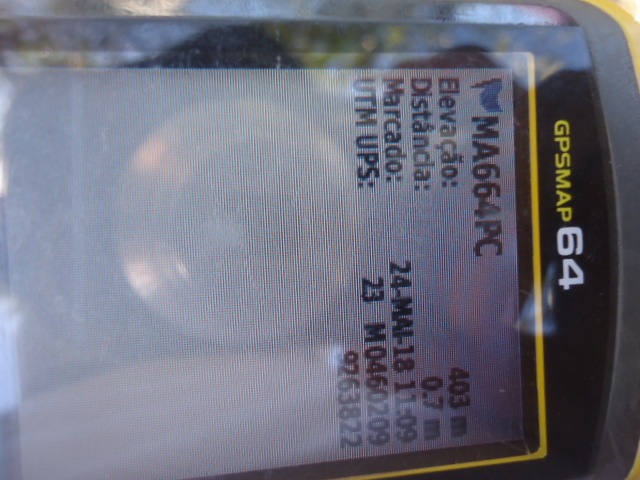 GPSMAP 64
MA664PC
Elevação: 403 m
Distância: 0.7 m
Marcado: 24-MAI-18 11:09
UTM UPS: 23 M 0460209
9263822